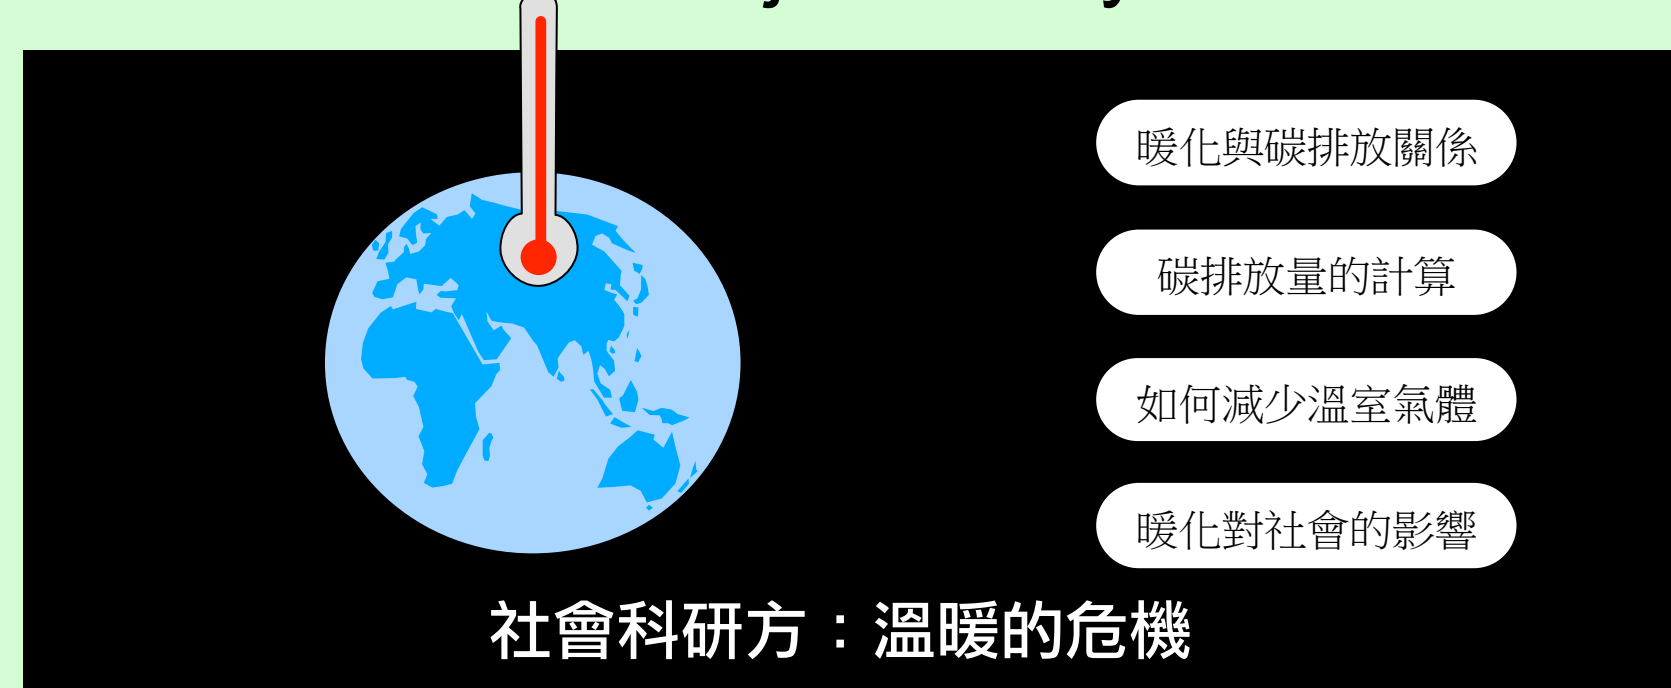 暖化與碳排放關係
碳排放量的計算
如何減少溫室氣體
暖化對社會的影響
社會科研方：溫暖的危機